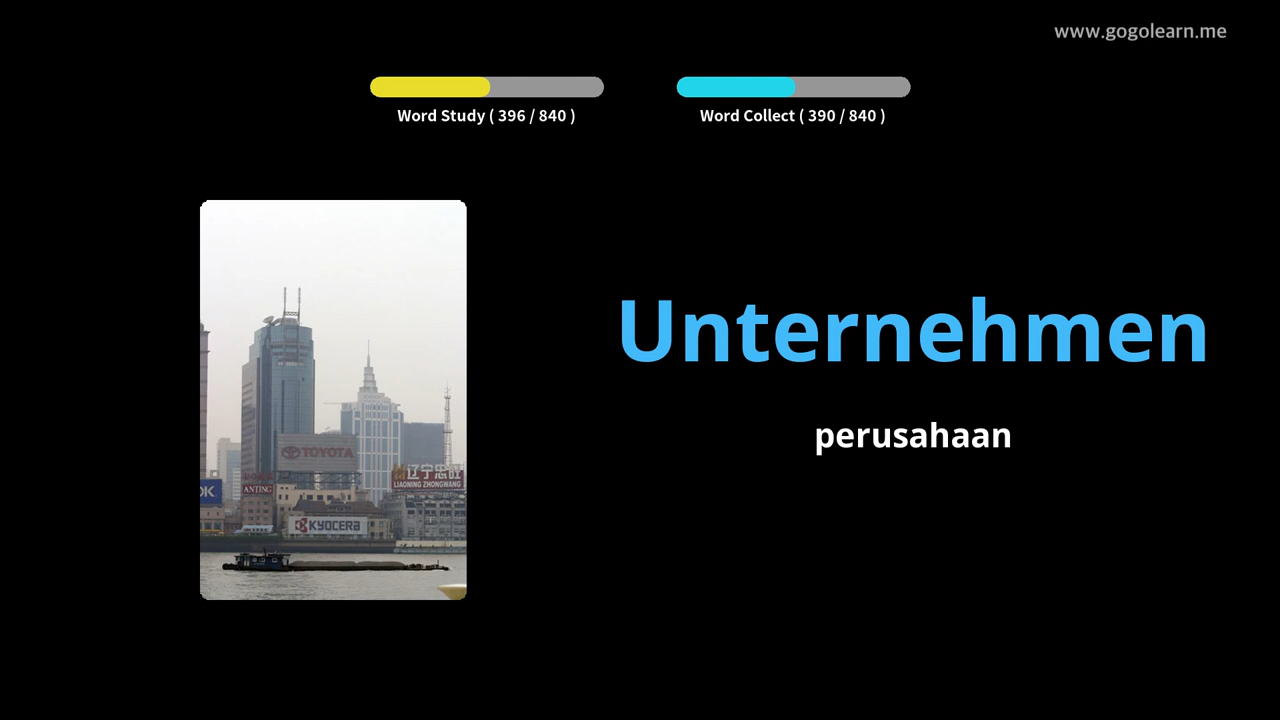 www.gogolearn.me
Word Study ( 396 / 840 )
Word Collect ( 390 / 840 )
Unternehmen
perusahaan
TOYOTA
辽宁忠旺
LIAONING ZHONGWANG
OK
ANTING
KYOCERA